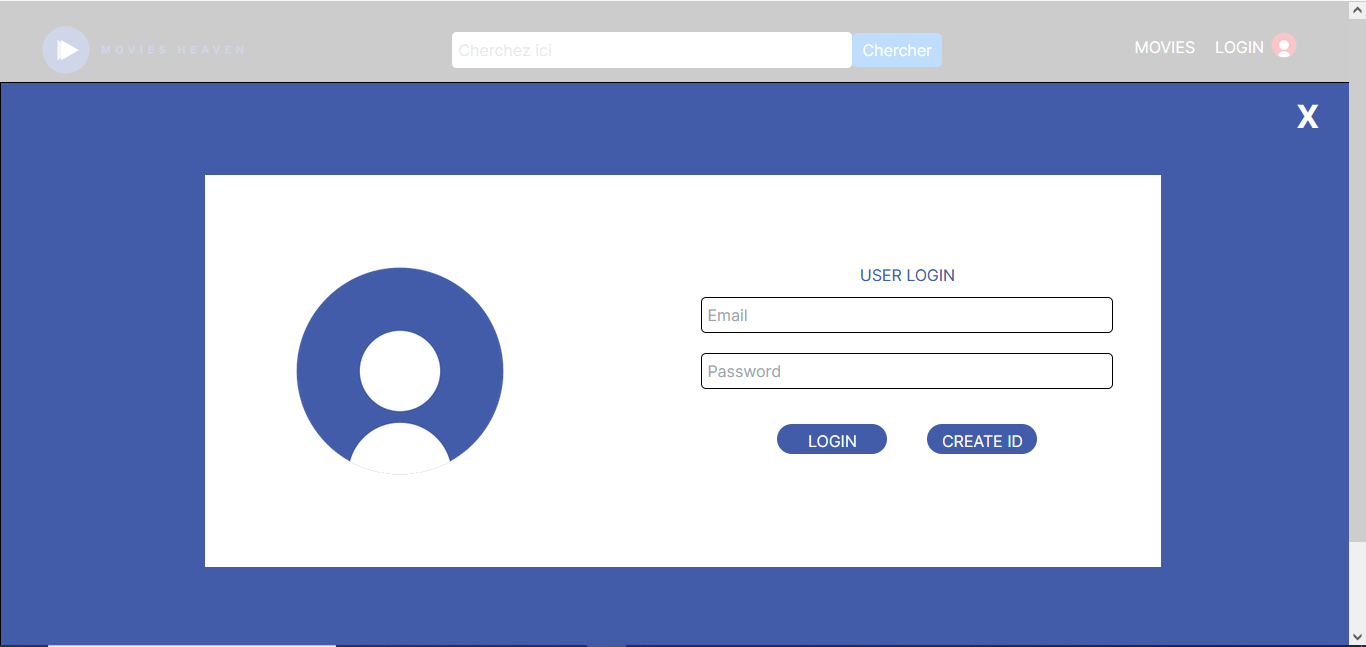 MOVIES HEAVEN
Cherchez ici
Chercher
MOVIES
LOGIN
X
USER LOGIN
Email
Password
LOGIN
CREATE ID